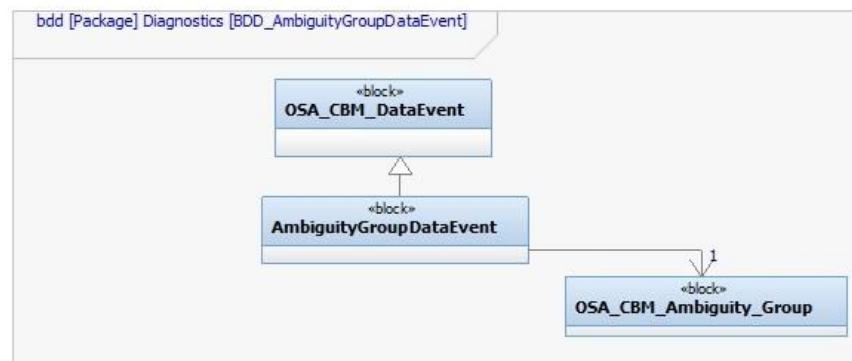 bdd [Package] Diagnostics [BDD_AmbiguityGroupDataEvent]
«block»
OSA_CBM_DataEvent
«block»
AmbiguityGroupDataEvent
1
«block»
OSA_CBM_Ambiguity_Group